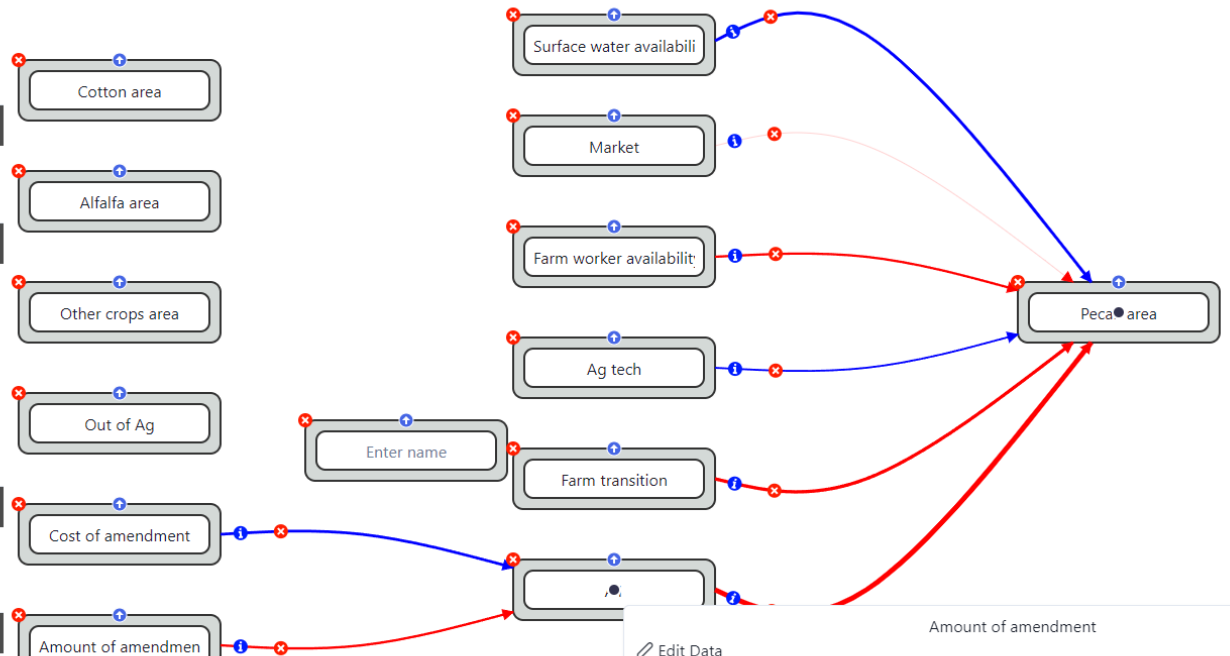 Surface water availabili
Cotton area
Market
Alfalfa area
Farm worker availability
Other crops area
Peca area
Ag tech
Out of Ag
Enter name
Farm transition
Cost of amendment
Amount of amendmen
Amount of amendment
Edit Data